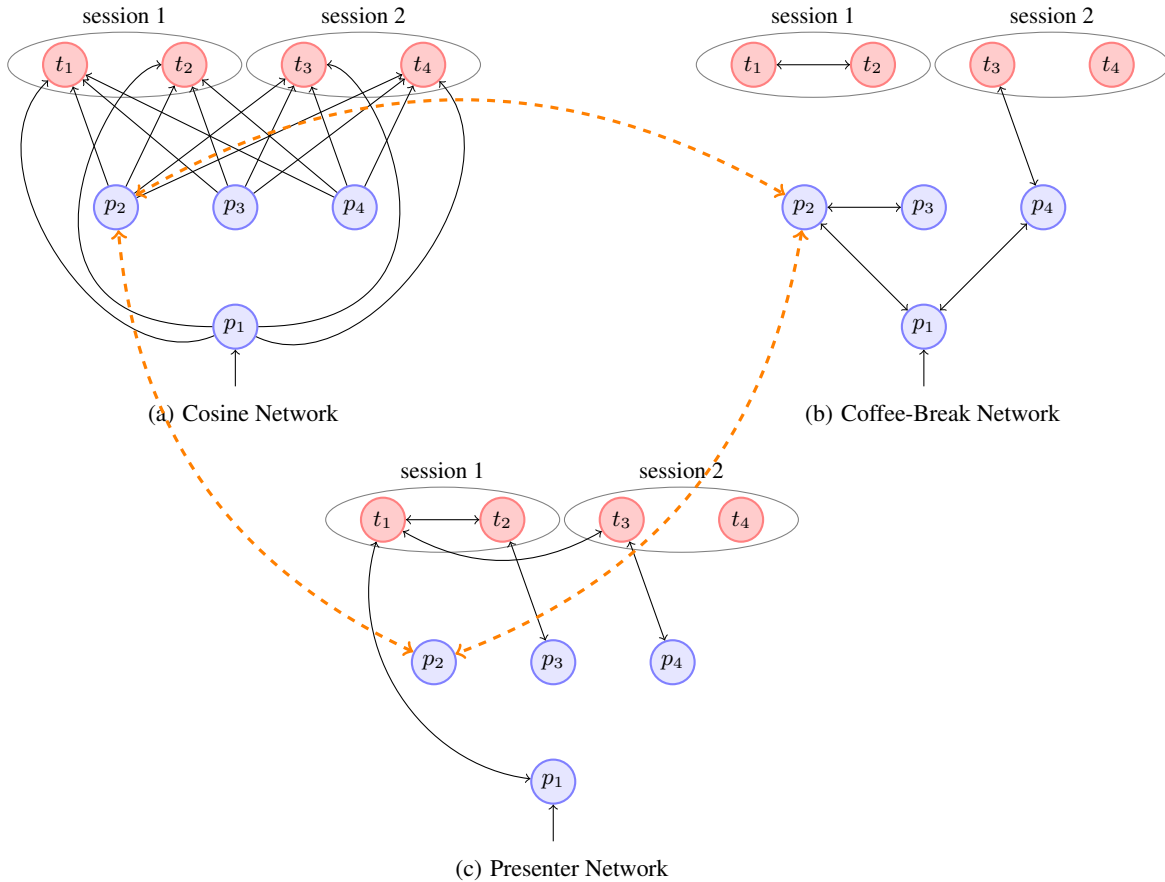 session 1 session 2
t1 t2 t3 t4
p2 p3 p4
p1
(a) Cosine Network
session 1 session 2
t1 t2 t3 t4
p2 p3 p4
p1
(b) Coffee-Break Network
session 1 session 2
t1 t2 t3 t4
p2 p3 p4
p1
(c) Presenter Network